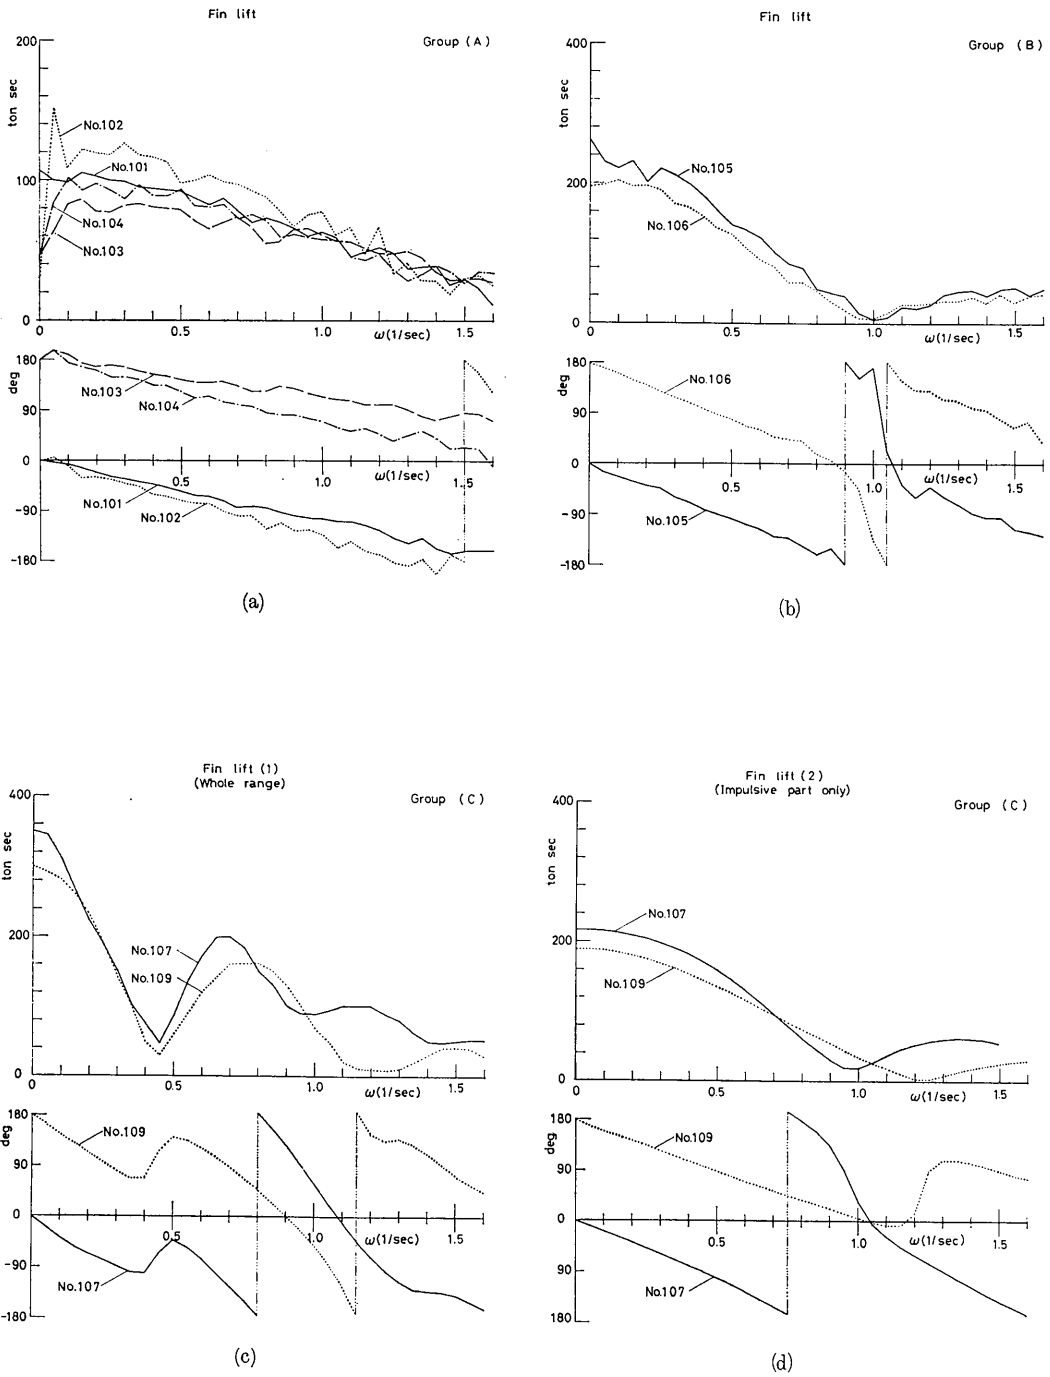 Fin lift
Group (A)
ton sec
200
100
0
No.102
No.101
No.104
No.103
0 0.5 1.0 1.5
ω(1/sec)
deg
180
90
0
-90
-180
No.103
No.104
No.101
No.102
0.5 1.0 1.5
ω(1/sec)
(a)
Fin lift
Group (B)
ton sec
400
200
0
No.105
No.106
0 0.5 1.0 1.5
ω(1/sec)
deg
180
90
0
-90
-180
No.106
No.105
0.5 1.0 1.5
ω(1/sec)
(b)
Fin lift (1)
(Whole range)
Group (C)
ton sec
400
200
0
No.107
No.109
0 0.5 1.0 1.5
ω(1/sec)
deg
180
90
0
-90
-180
No.109
No.107
0.5 1.0 1.5
ω(1/sec)
(c)
Fin lift (2)
(Impulsive part only)
Group (C)
ton sec
400
200
0
No.107
No.109
0 0.5 1.0 1.5
ω(1/sec)
deg
180
90
0
90
180
No.109
No.107
0.5 1.0 1.5
ω(1/sec)
(d)